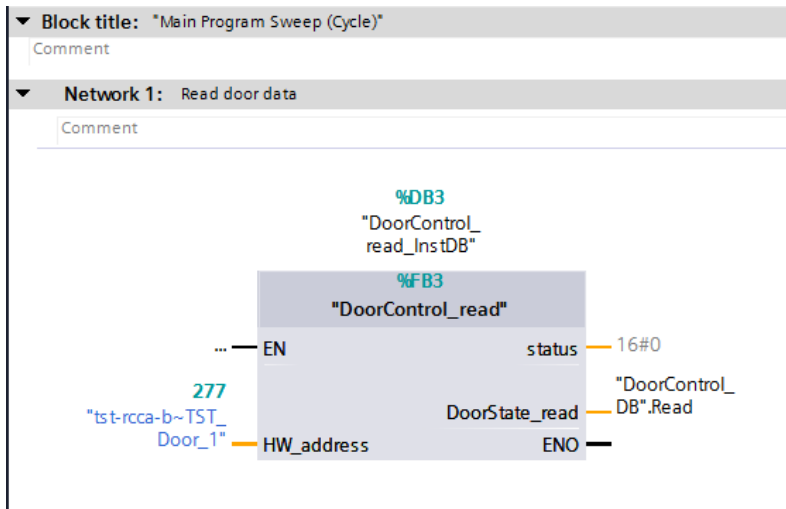 Block title: "Main Program Sweep (Cycle)"
Comment
Network 1: Read door data
Comment
%DB3
"DoorControl_
read_InstDB"
%FB3
"DoorControl_read"
... EN
status 16#0
277
"tst-rcca-b~TST_
Door_1"
HW_address
DoorState_read
"DoorControl_
DB".Read
ENO